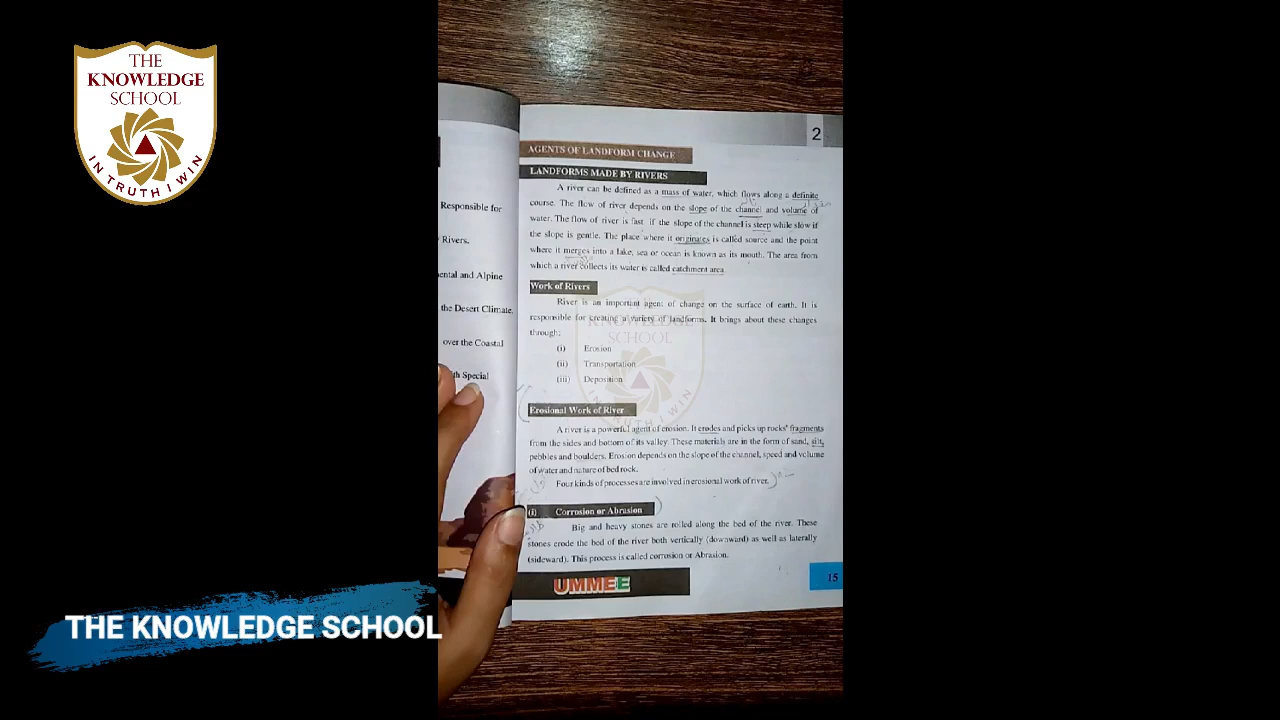 THE
KNOWLEDGE
SCHOOL
IN TRUTH I WIN
Responsible for
Rivers.
ental and Alpine
the Desert Climate.
over the Coastal
th Special
2
AGENTS OF LANDFORM CHANGE
LANDFORMS MADE BY RIVERS
A river can be defined as a mass of water, which flows along a definite
course. The flow of river depends on the slope of the channel and volume of
water. The flow of river is fast if the slope of the channel is steep while slow if
the slope is gentle. The place where it originates is called source and the point
where it merges into a lake, sea or ocean is known as its mouth. The area from
which a river collects its water is called catchment area
Work of Rivers
River is an important agent of change on the surface of earth. It is
responsible for creating a variety of landforms. It brings about these changes
through:
(i) Erosion
(ii) Transportation
(iii) Deposition
KNOWLEDGE
SCHOOL
IN TRUTH I WIN
Erosional Work of River
A river is a powerful agent of erosion. It erodes and picks up rocks' fragments
from the sides and bottom of its valley. These materials are in the form of sand, silt,
pebbles and boulders. Erosion depends on the slope of the channel, speed and volume
of water and nature of bed rock.
Four kinds of processes are involved in erosional work of river.
(i) Corrosion or Abrasion
Big and heavy stones are rolled along the bed of the river. These
stones erode the bed of the river both vertically (downward) as well as laterally
(sideward). This process is called corrosion or Abrasion.
UMMEE
15
THE KNOWLEDGE SCHOOL